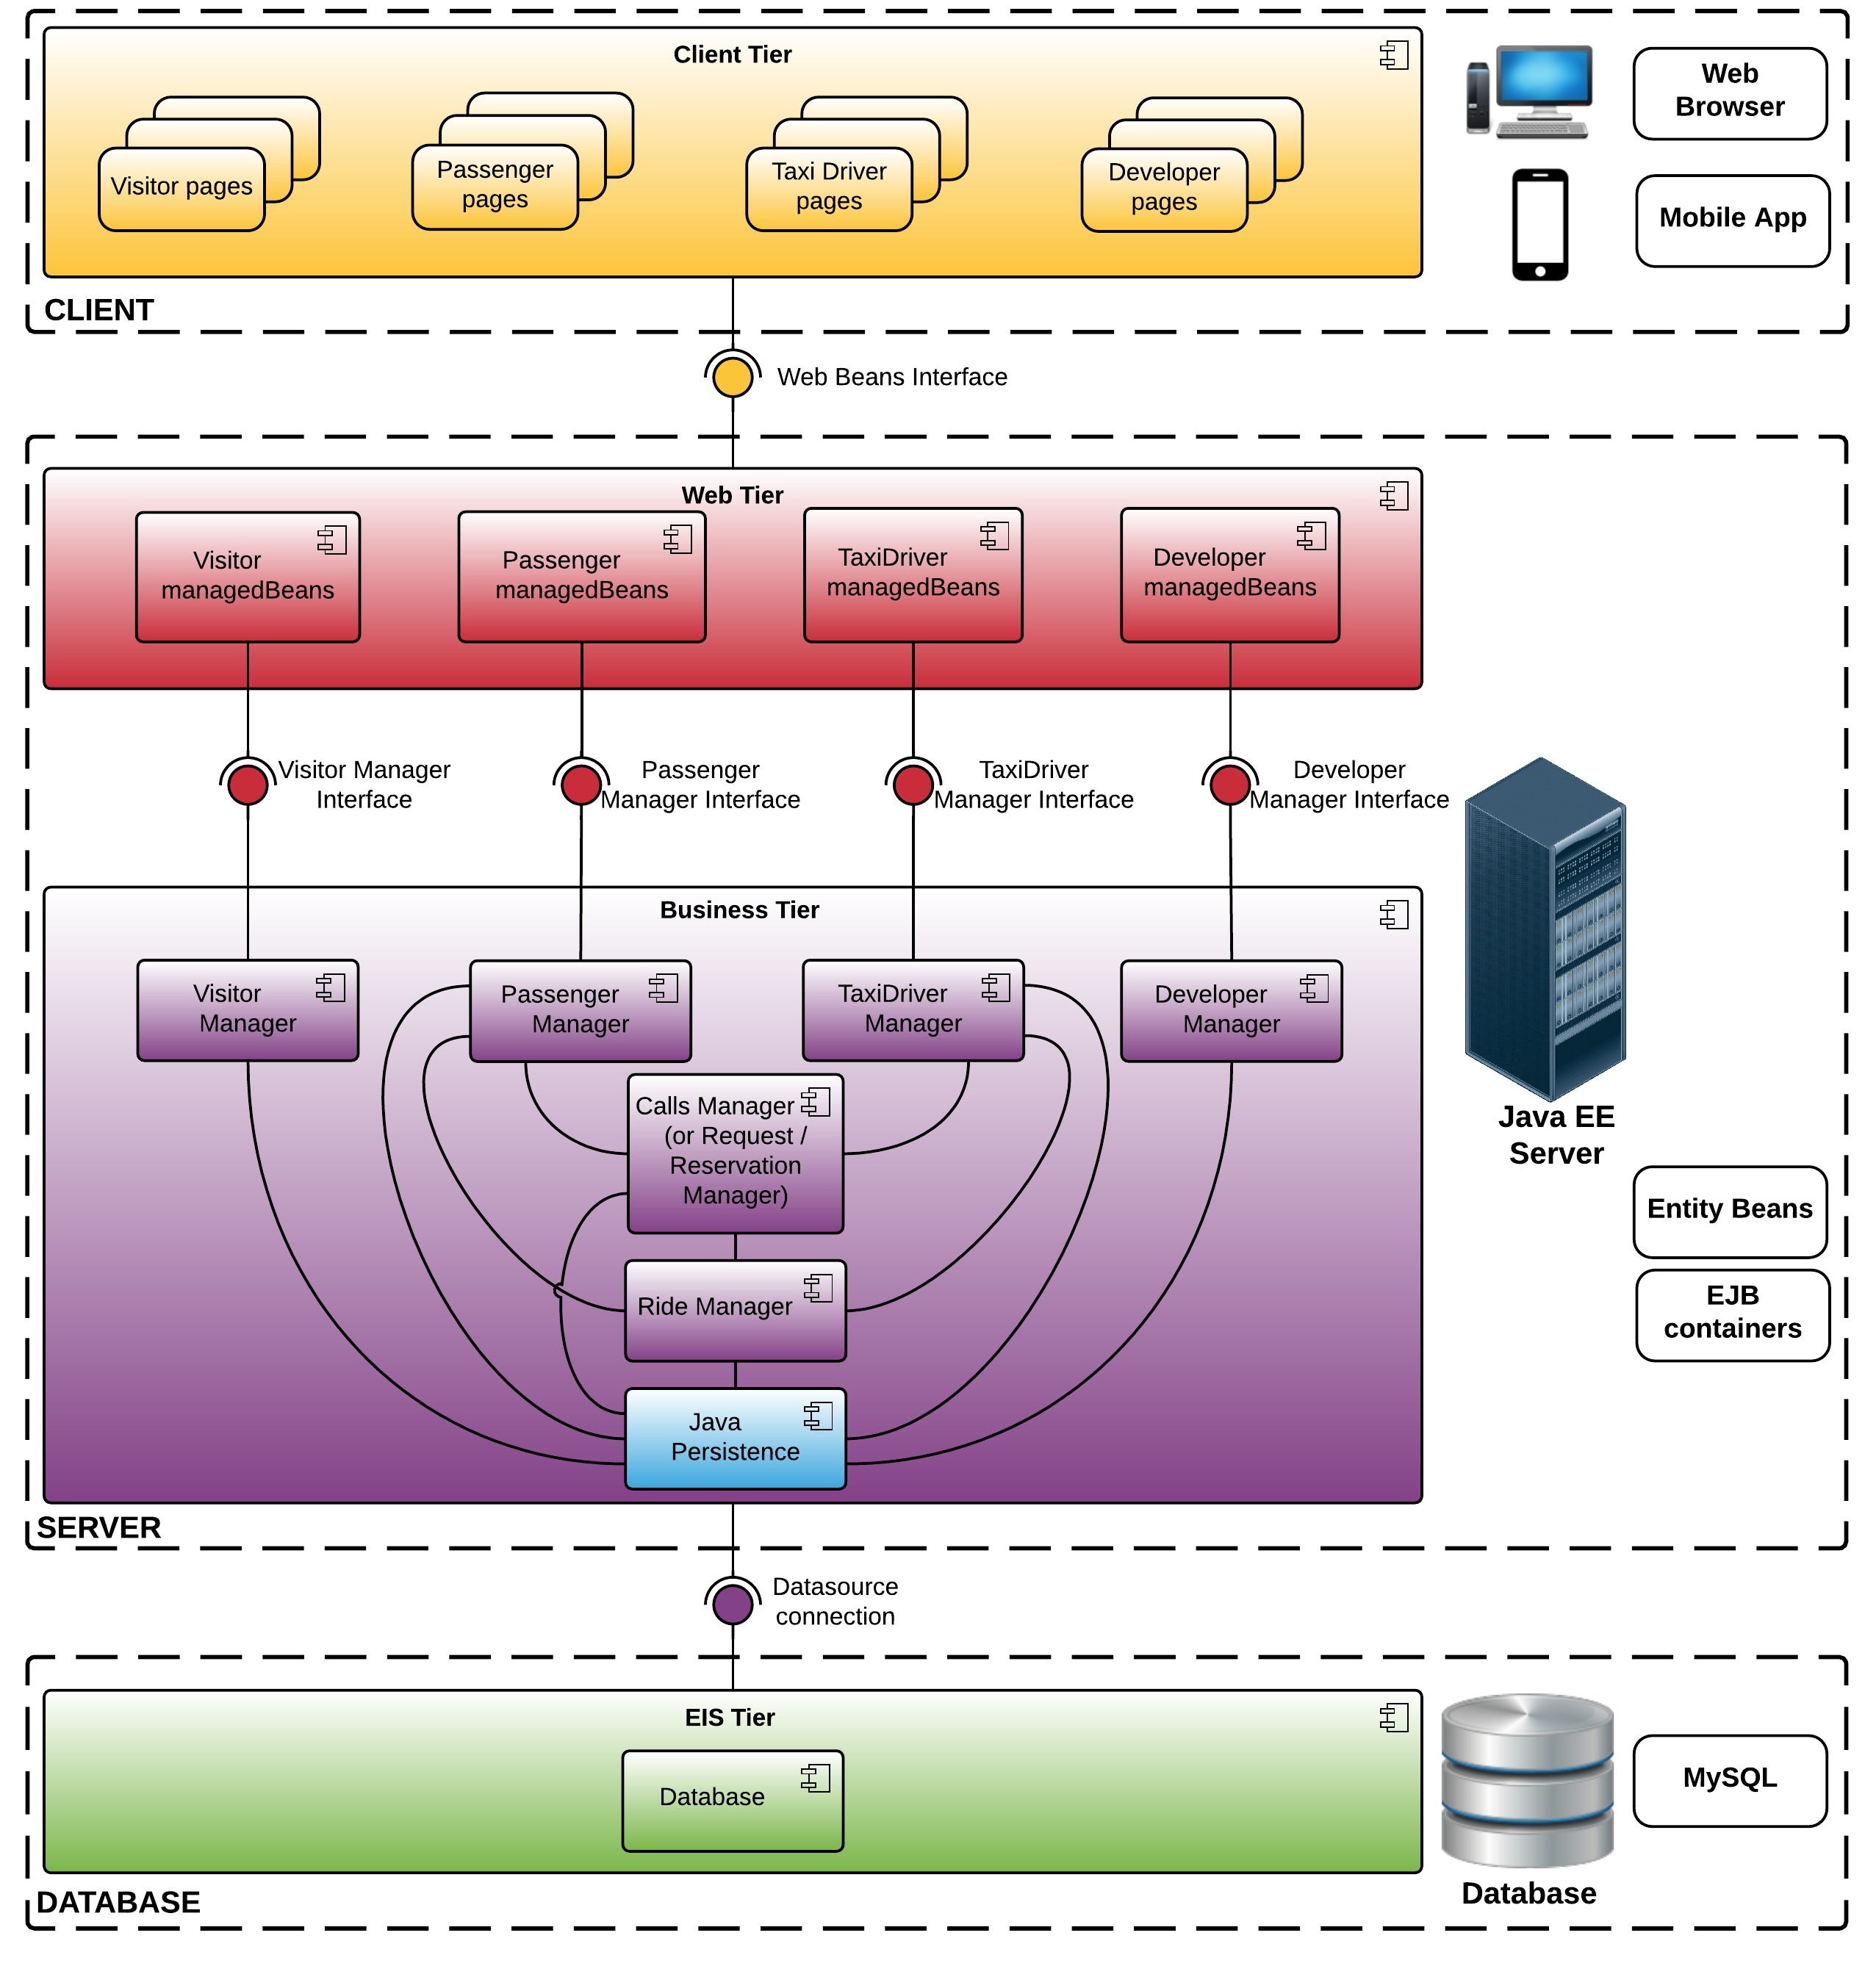 Client Tier
Visitor pages
Passenger
pages
Taxi Driver
pages
Developer
pages
Web
Browser
Mobile App
CLIENT
Web Beans Interface
Web Tier
Visitor
managedBeans
Passenger
managedBeans
TaxiDriver
managedBeans
Developer
managedBeans
Visitor Manager
Interface
Passenger
Manager Interface
TaxiDriver
Manager Interface
Developer
Manager Interface
Business Tier
Visitor
Manager
Passenger
Manager
TaxiDriver
Manager
Developer
Manager
Calls Manager
(or Request /
Reservation
Manager)
Ride Manager
Java
Persistence
Java EE
Server
Entity Beans
EJB
containers
SERVER
Datasource
connection
EIS Tier
Database
MySQL
Database
DATABASE